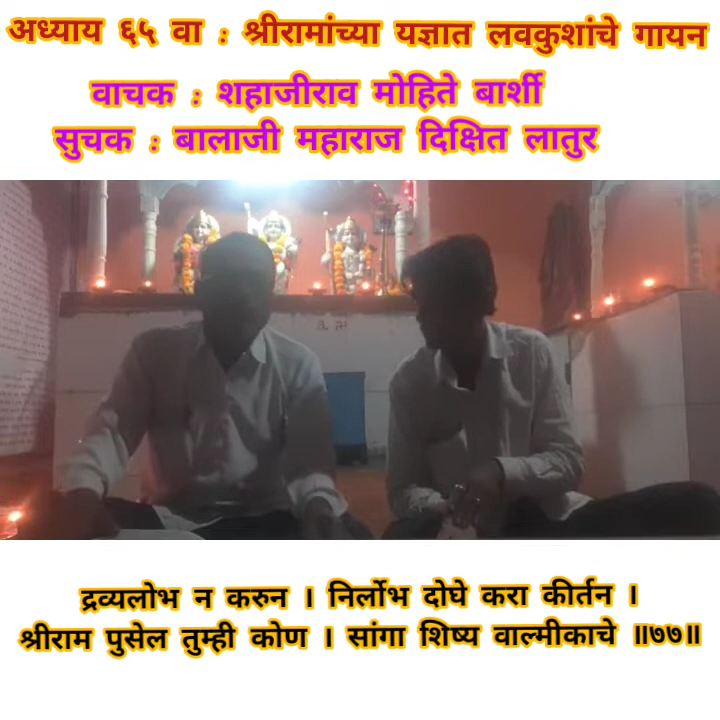 अध्याय ६५ वा : श्रीरामांच्या यज्ञात लवकुशांचे गायन
वाचक : शहाजीराव मोहिते बार्शी
सुचक : बालाजी महाराज दिक्षित लातुर
द्रव्यलोभ न करुन । निर्लोभ दोघे करा कीर्तन ।
श्रीराम पुसेल तुम्ही कोण । सांगा शिष्य वाल्मीकाचे ॥७७॥